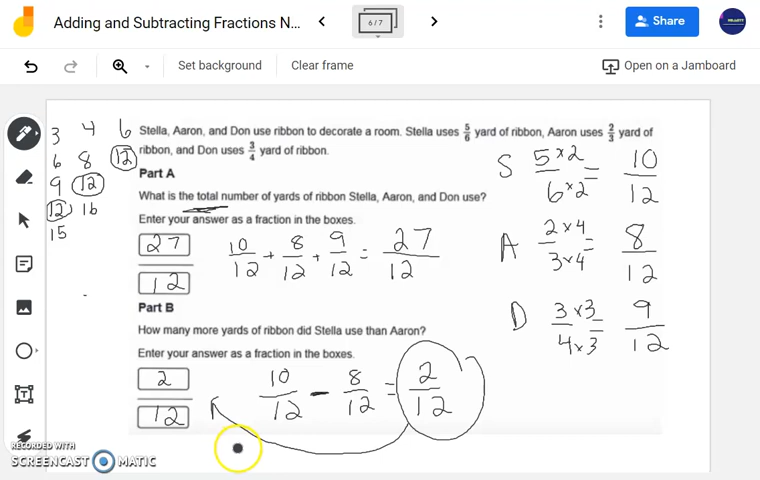 Adding and Subtracting Fractions N...
6/7
Share
Set background
Clear frame
Open on a Jamboard
Stella, Aaron, and Don use ribbon to decorate a room. Stella uses 5/6 yard of ribbon, Aaron uses 2/3 yard of
ribbon, and Don uses 3/4 yard of ribbon.
Part A
What is the total number of yards of ribbon Stella, Aaron, and Don use?
Enter your answer as a fraction in the boxes.
27
12
10/12 + 8/12 + 9/12 = 27/12
Part B
How many more yards of ribbon did Stella use than Aaron?
Enter your answer as a fraction in the boxes.
2
12
10/12 - 8/12 = 2/12
3 4 6
6 8 12
9 12
12 16
15
S 5×2/6×2 = 10/12
A 2×4/3×4 = 8/12
D 3×3/4×3 = 9/12
RECORDED WITH
SCREENCAST MATIC